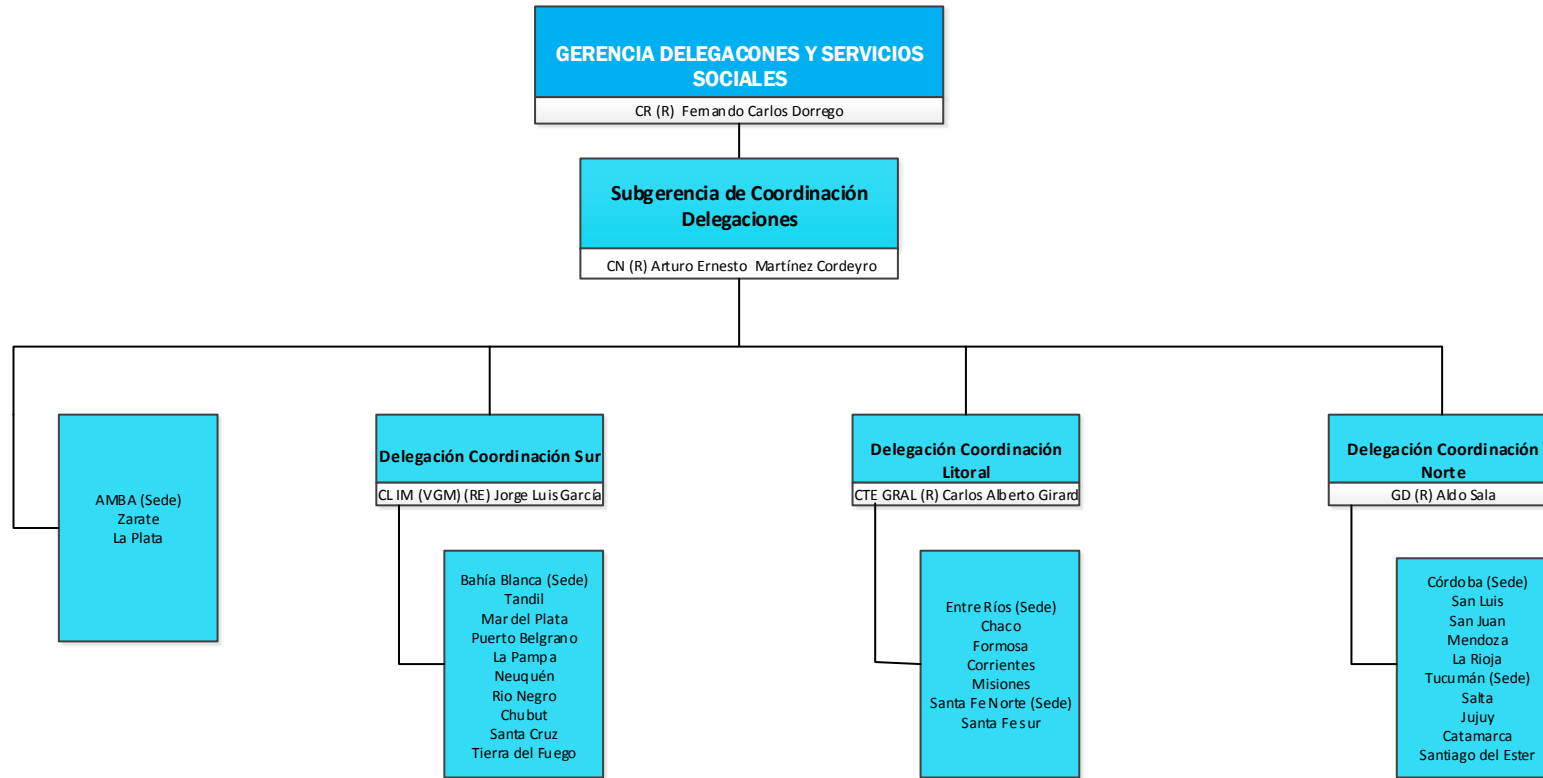 GERENCIA DELEGACONES Y SERVICIOS
SOCIALES
CR (R) Fernando Carlos Dorrego
Subgerencia de Coordinación
Delegaciones
CN (R) Arturo Ernesto Martínez Cordeyro
AMBA (Sede)
Zarate
La Plata
Delegación Coordinación Sur
CL IM (VGM) (RE) Jorge Luis García
Bahía Blanca (Sede)
Tandil
Mar del Plata
Puerto Belgrano
La Pampa
Neuquén
Rio Negro
Chubut
Santa Cruz
Tierra del Fuego
Delegación Coordinación
Litoral
CTE GRAL (R) Carlos Alberto Girard
Entre Ríos (Sede)
Chaco
Formosa
Corrientes
Misiones
Santa Fe Norte (Sede)
Santa Fe sur
Delegación Coordinación
Norte
GD (R) Aldo Sala
Córdoba (Sede)
San Luis
San Juan
Mendoza
La Rioja
Tucumán (Sede)
Salta
Jujuy
Catamarca
Santiago del Ester